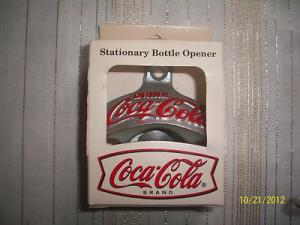 Stationary Bottle Opener
DRINK
Coca-Cola
Coca-Cola®
BRAND
10/21/2012